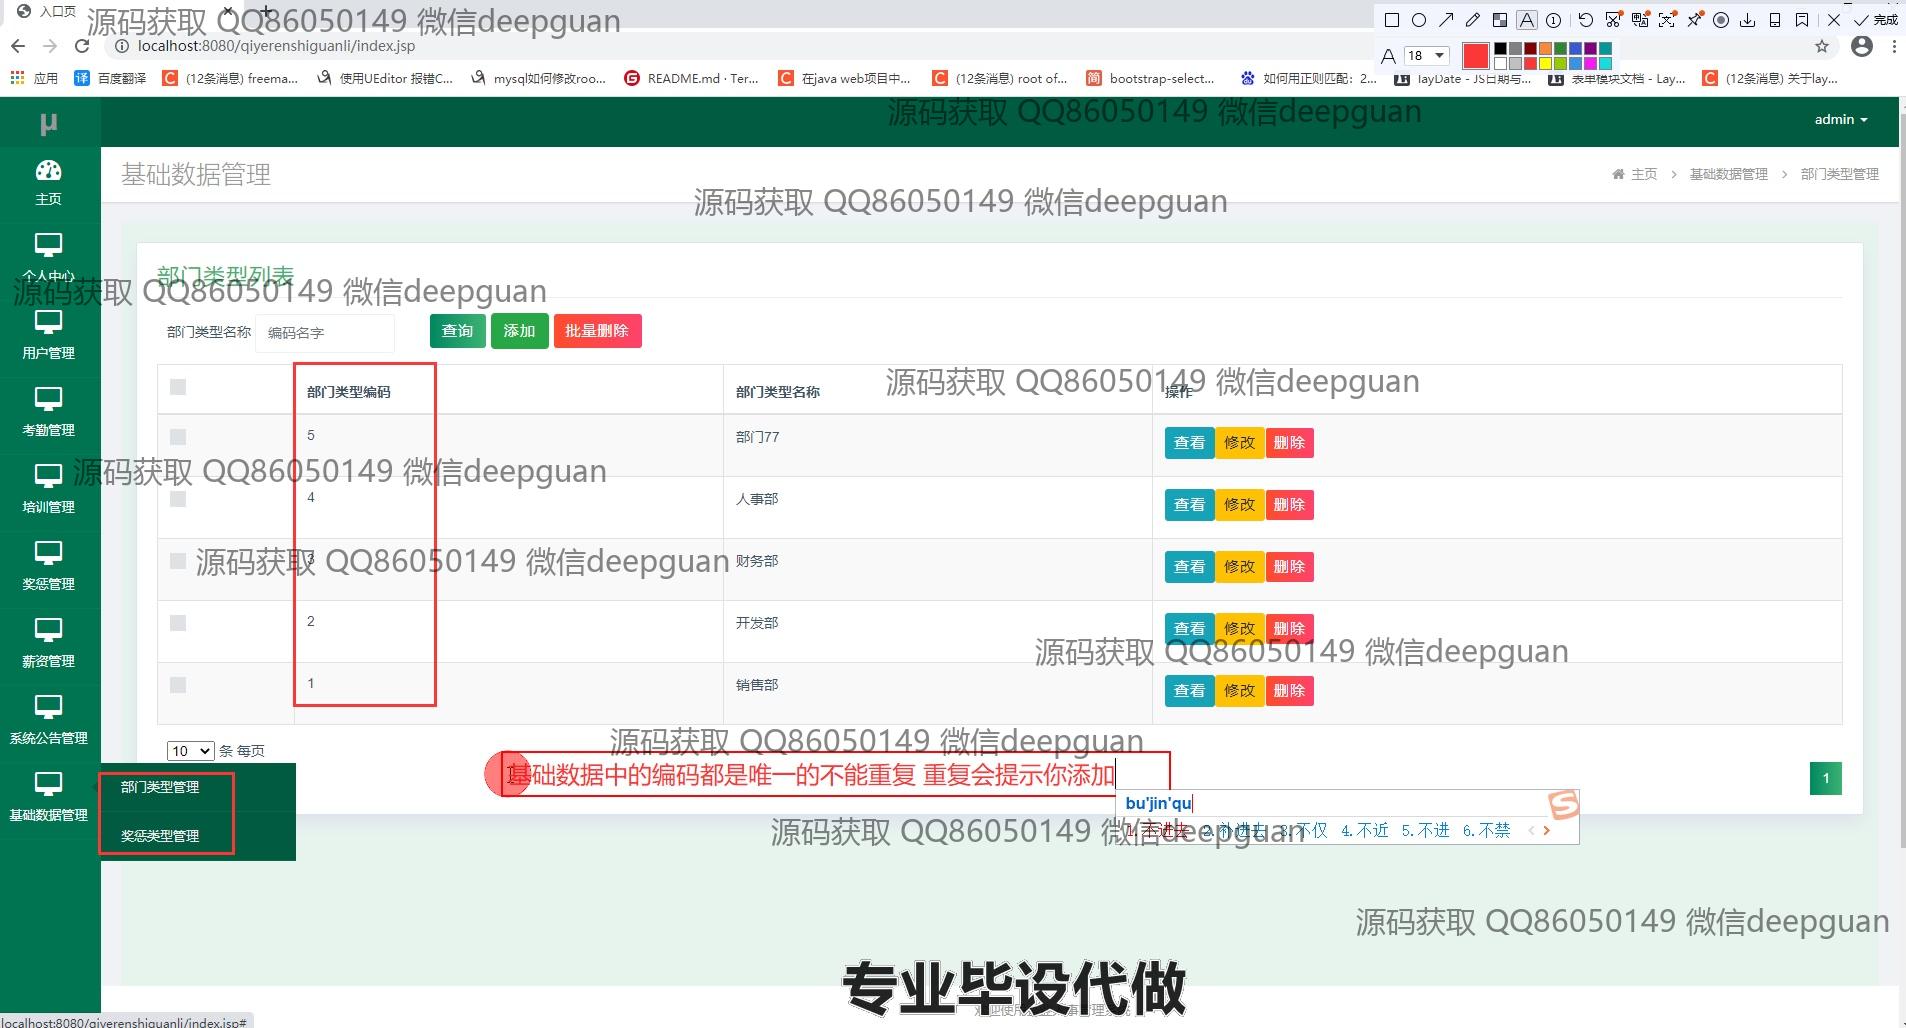 入口页
源码获取 QQ86050149 微信deepguan
localhost:8080/qiyerenshiguanli/index.jsp
18
完成
应用
译 百度翻译
(12条消息) freema...
使用UEditor 报错C...
mysql如何修改roo...
README.md · Ter...
在java web项目中...
(12条消息) root of...
简 bootstrap-select...
如何用正则匹配：2...
layDate - JS日期与...
表单模块文档 - Lay...
(12条消息) 关于lay...
μ
源码获取 QQ86050149 微信deepguan
admin
主页
基础数据管理
主页 > 基础数据管理 > 部门类型管理
源码获取 QQ86050149 微信deepguan
个人中心
部门类型列表
源码获取 QQ86050149 微信deepguan
用户管理
部门类型名称 编码名字 查询 添加 批量删除
部门类型编码 部门类型名称 操作
源码获取 QQ86050149 微信deepguan
考勤管理
5 部门77 查看 修改 删除
源码获取 QQ86050149 微信deepguan
培训管理
4 人事部 查看 修改 删除
源码获取 QQ86050149 微信deepguan
3 财务部 查看 修改 删除
奖惩管理
2 开发部 查看 修改 删除
源码获取 QQ86050149 微信deepguan
薪资管理
1 销售部 查看 修改 删除
系统公告管理
源码获取 QQ86050149 微信deepguan
10 条 每页
1
基础数据中的编码都是唯一的不能重复 重复会提示你添加
部门类型管理
基础数据管理
奖惩类型管理
bu'jin'qu
1.不进去 2.补进去 3.不仅 4.不近 5.不进 6.不禁
源码获取 QQ86050149 微信deepguan
源码获取 QQ86050149 微信deepguan
专业毕设代做
localhost:8080/qiyerenshiguanli/index.jsp#